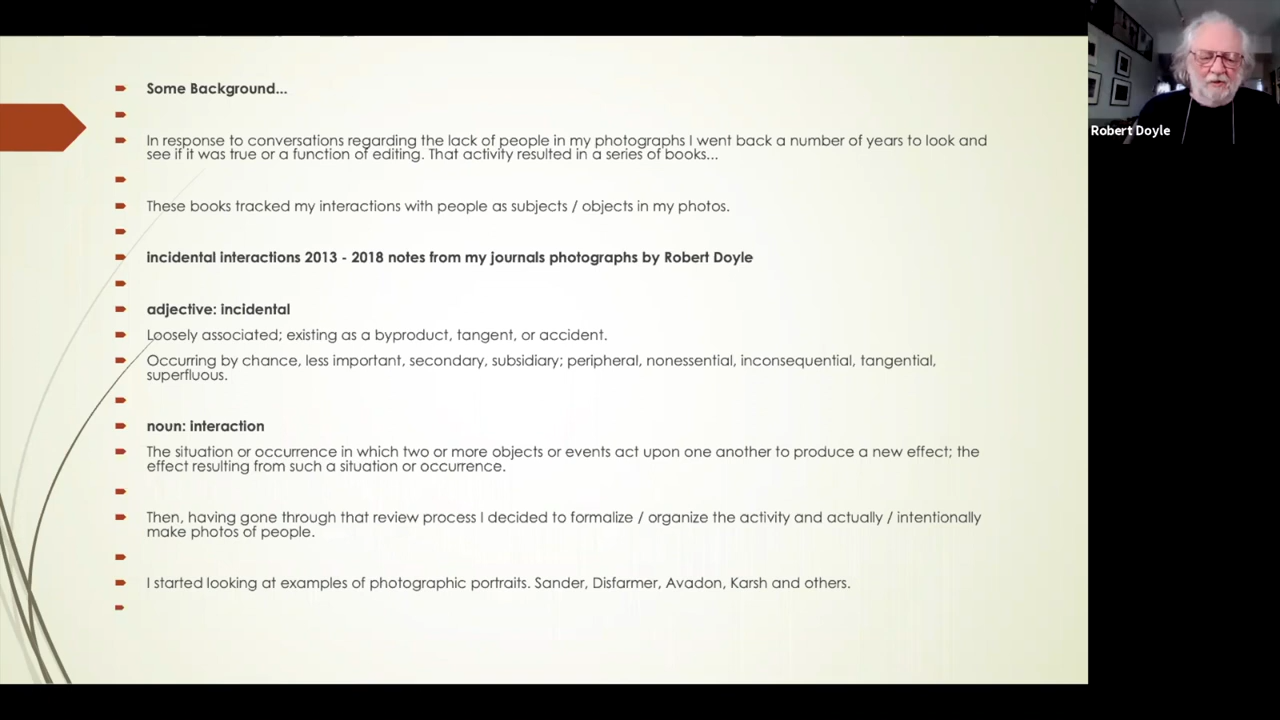 Some Background...
In response to conversations regarding the lack of people in my photographs I went back a number of years to look and
see if it was true or a function of editing. That activity resulted in a series of books...
These books tracked my interactions with people as subjects / objects in my photos.
incidental interactions 2013 - 2018 notes from my journals photographs by Robert Doyle
adjective: incidental
Loosely associated; existing as a byproduct, tangent, or accident.
Occurring by chance, less important, secondary, subsidiary; peripheral, nonessential, inconsequential, tangential,
superfluous.
noun: interaction
The situation or occurrence in which two or more objects or events act upon one another to produce a new effect; the
effect resulting from such a situation or occurrence.
Then, having gone through that review process I decided to formalize / organize the activity and actually / intentionally
make photos of people.
I started looking at examples of photographic portraits. Sander, Disfarmer, Avadon, Karsh and others.
Robert Doyle